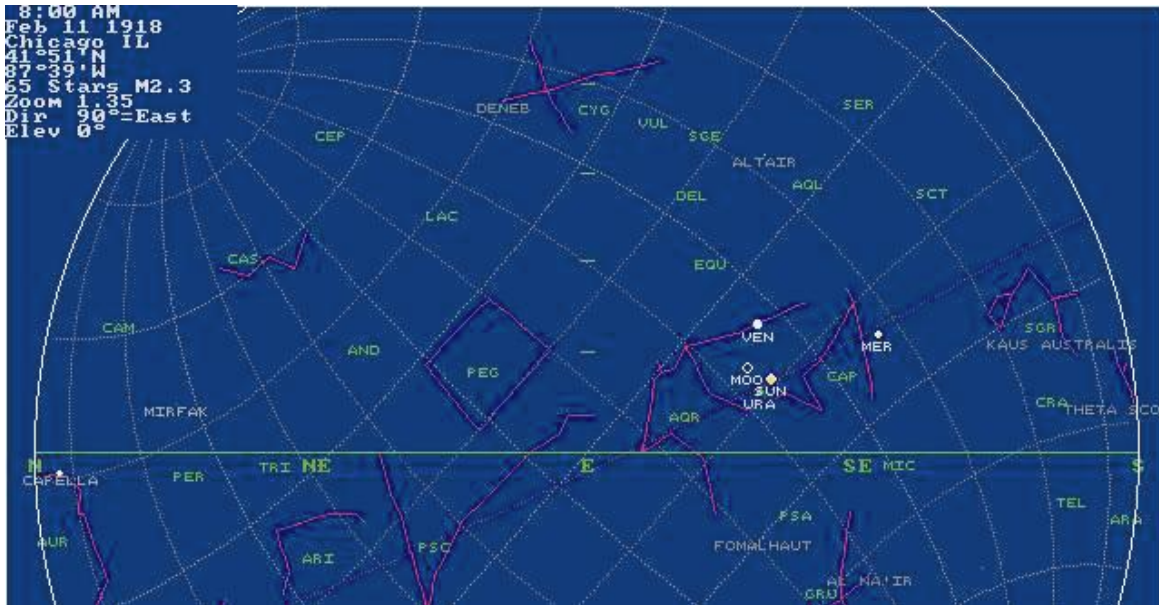 8:00 AM
Feb 11 1918
Chicago IL
41°51'N
87°39'W
65 Stars M2.3
Zoom 1.35
Dir 90°=East
Elev 0°
DENEB
CYG
VUL
SGE
SER
CEP
ALTAIR
AQL
DEL
SCT
LAC
CAS
EQU
CAM
VEN
SGR
AND
MER
KAUS AUSTRALIS
PEG
MOO
SUN
CAP
URA
MIRFAK
AQR
CRA
THETA SCO
N
NE
E
SE
MIC
S
CAPELLA
PER
TRI
TEL
PSA
ARA
AUR
PSC
FOMALHAUT
ARI
AL NA'IR
GRU